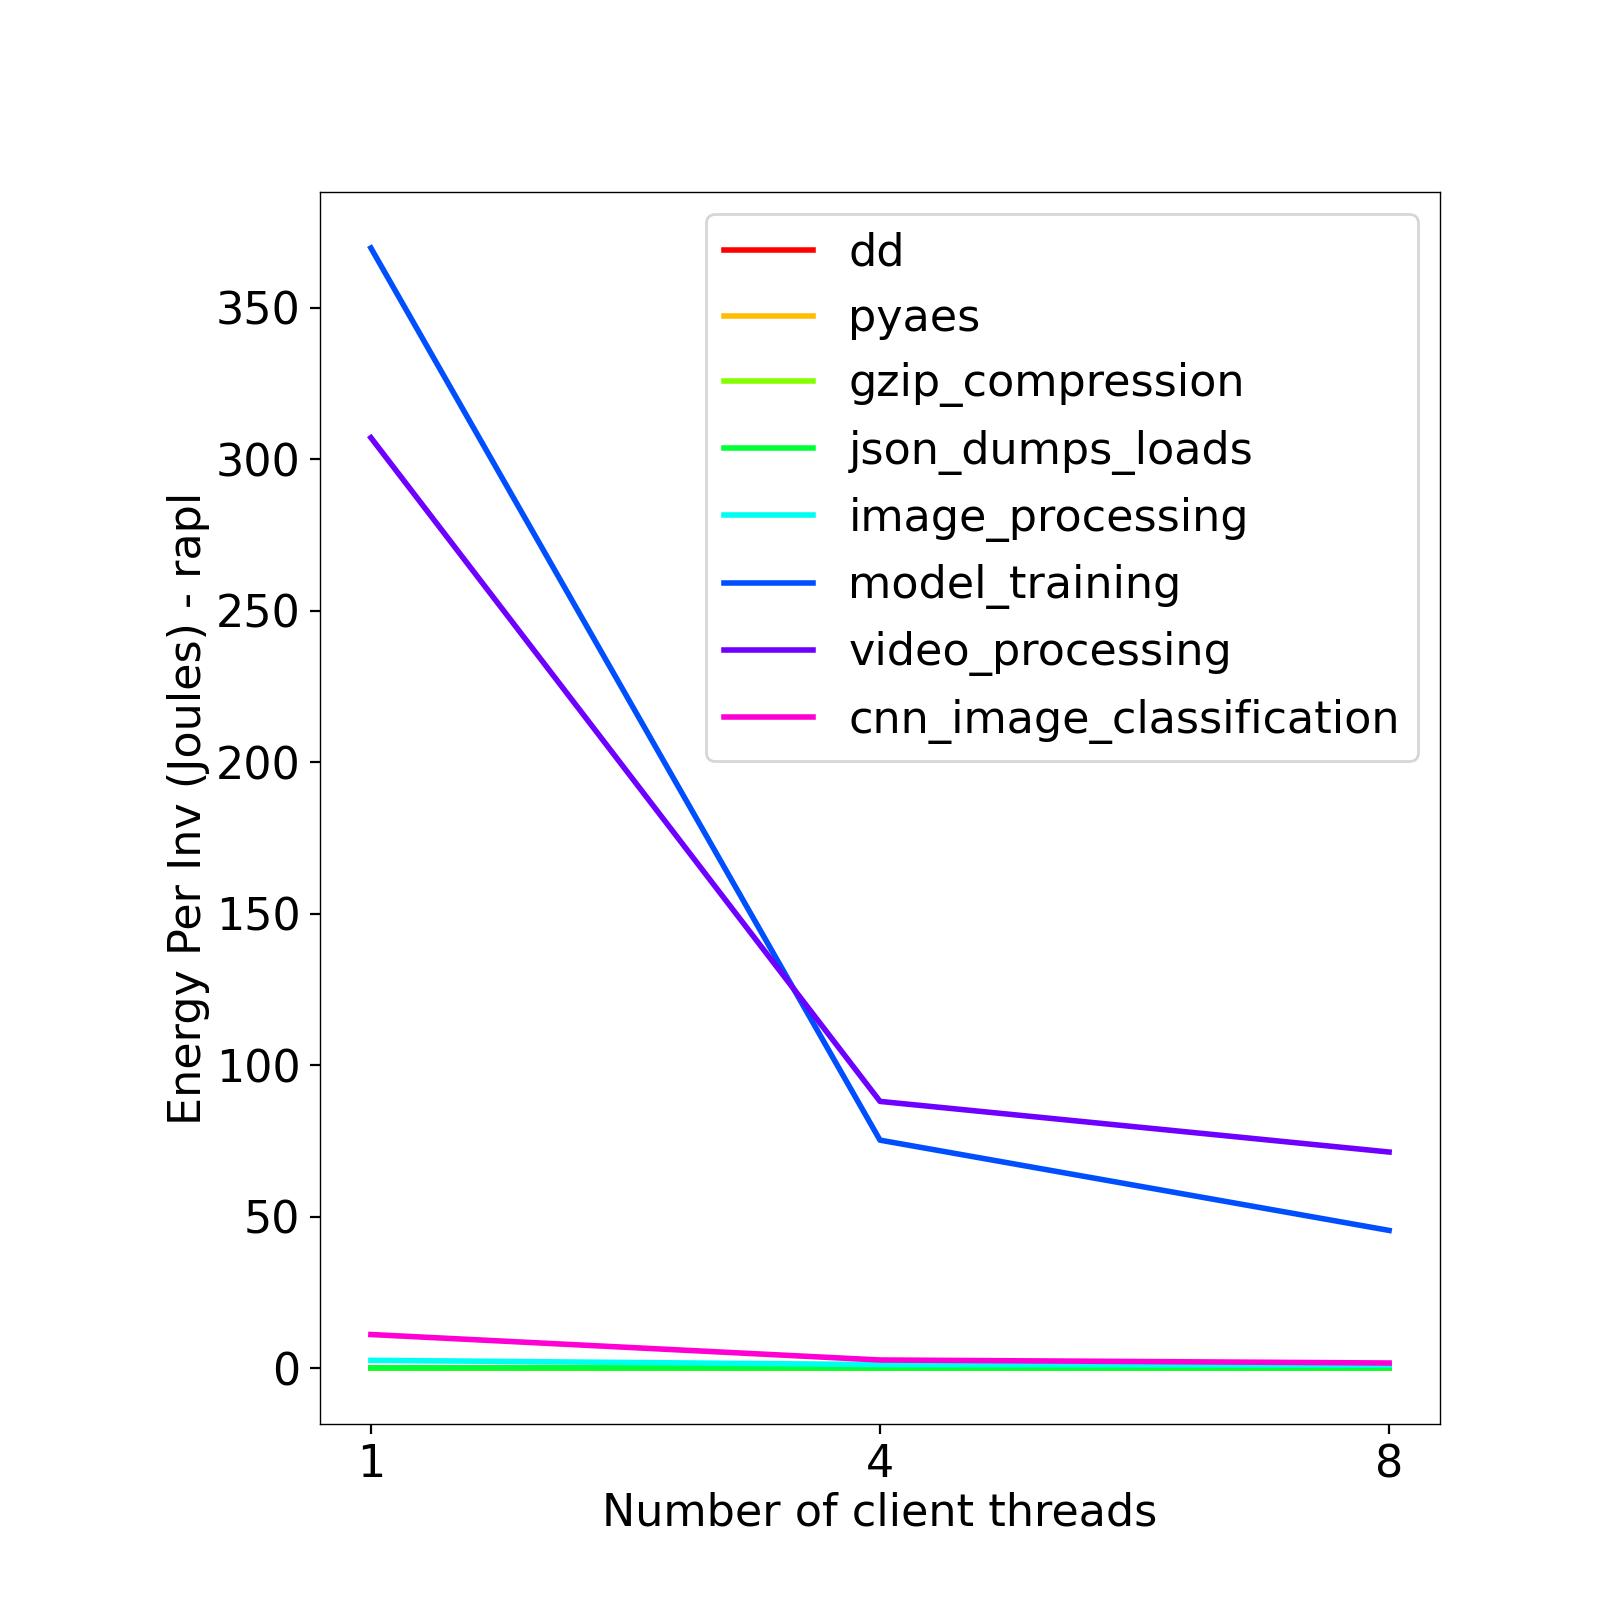 dd
pyaes
gzip_compression
json_dumps_loads
image_processing
model_training
video_processing
cnn_image_classification
Energy Per Inv (Joules) - rapl
350
300
250
200
150
100
50
0
1 4 8
Number of client threads